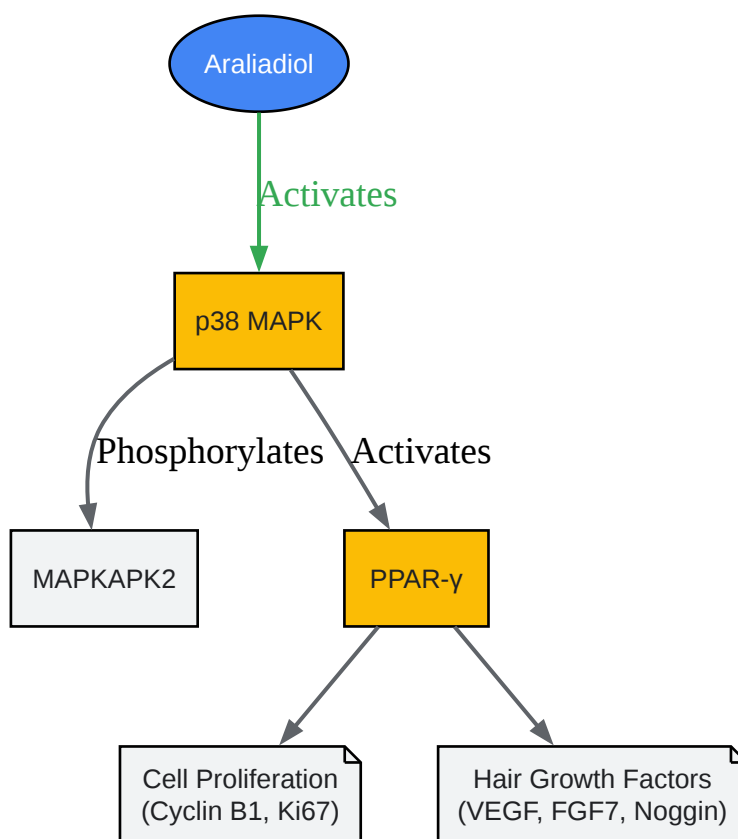 Araliadiol
Activates
p38 MAPK
Phosphorylates
Activates
MAPKAPK2
PPAR-γ
Cell Proliferation
(Cyclin B1, Ki67)
Hair Growth Factors
(VEGF, FGF7, Noggin)